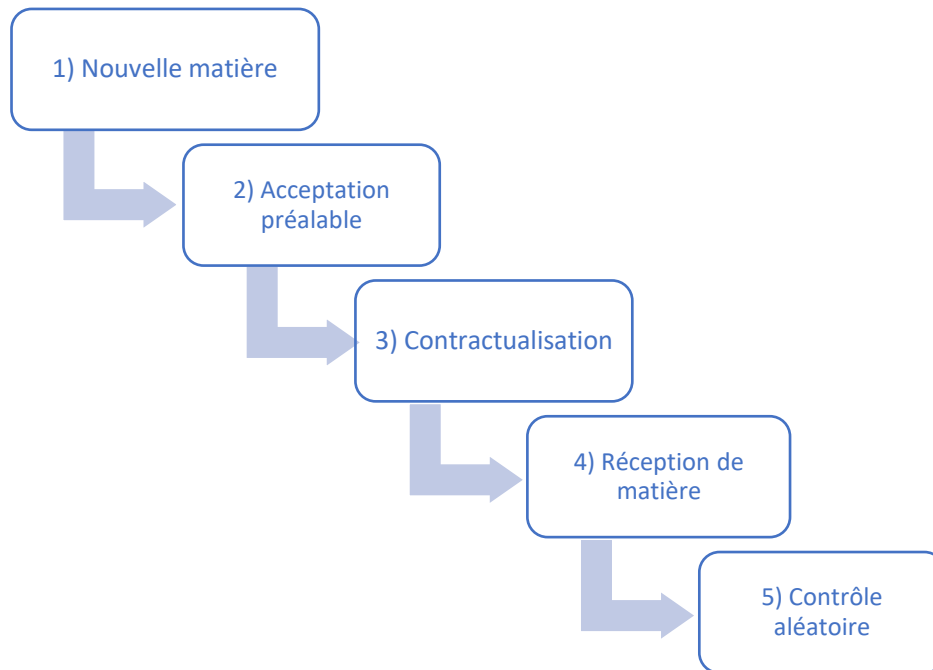 1) Nouvelle matière
2) Acceptation
préalable
3) Contractualisation
4) Réception de
matière
5) Contrôle
aléatoire